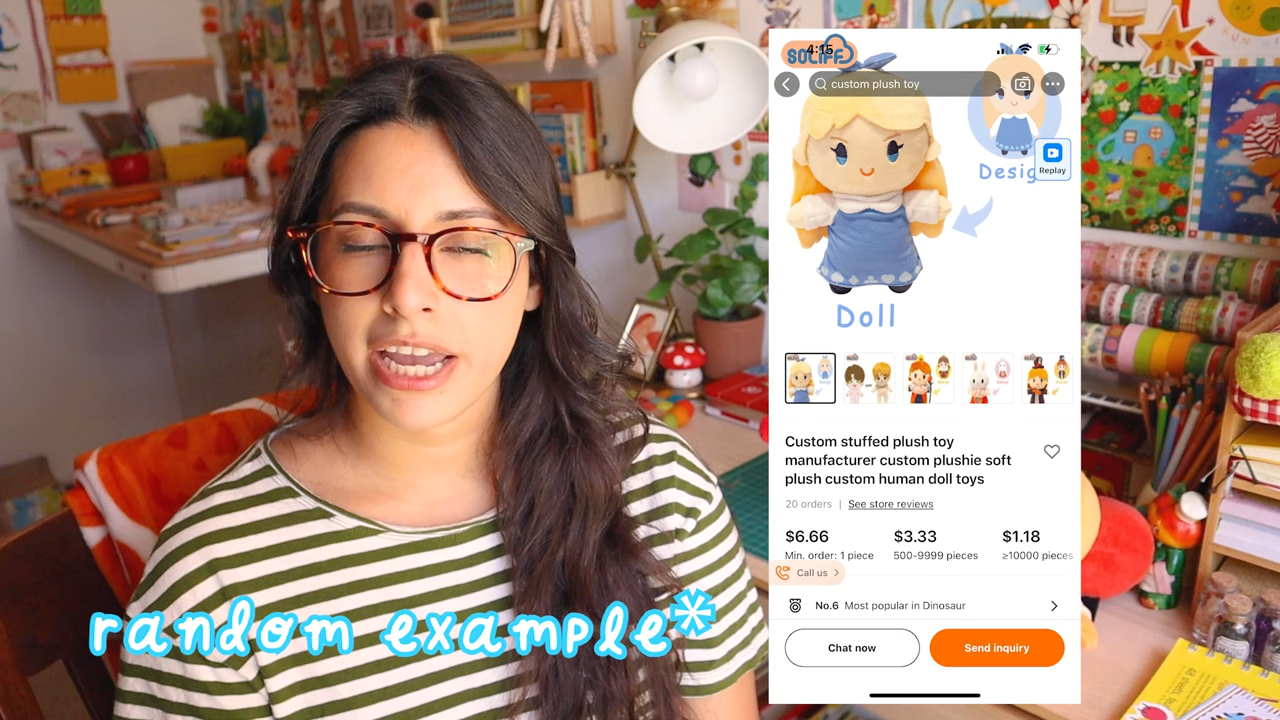 4:15
SOTIFF
custom plush toy
Design
Replay
Doll
Custom stuffed plush toy
manufacturer custom plushie soft
plush custom human doll toys
20 orders | See store reviews
$6.66 $3.33 $1.18
Min. order: 1 piece 500-9999 pieces ≥10000 pieces
Call us
No.6 Most popular in Dinosaur
Chat now Send inquiry
random example*